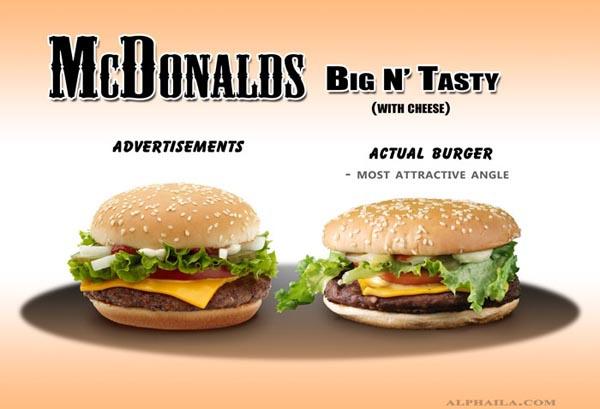 McDonalds Big N' Tasty
(with cheese)
Advertisements
Actual Burger
- most attractive angle
alphaila.com